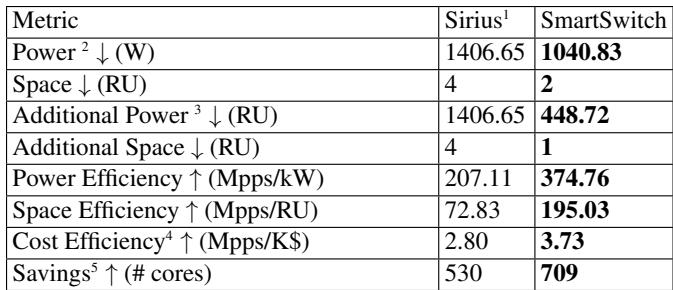 Metric Sirius¹ SmartSwitch
Power ² ↓ (W) 1406.65 1040.83
Space ↓ (RU) 4 2
Additional Power ³ ↓ (RU) 1406.65 448.72
Additional Space ↓ (RU) 4 1
Power Efficiency ↑ (Mpps/kW) 207.11 374.76
Space Efficiency ↑ (Mpps/RU) 72.83 195.03
Cost Efficiency⁴ ↑ (Mpps/K$) 2.80 3.73
Savings⁵ ↑ (# cores) 530 709